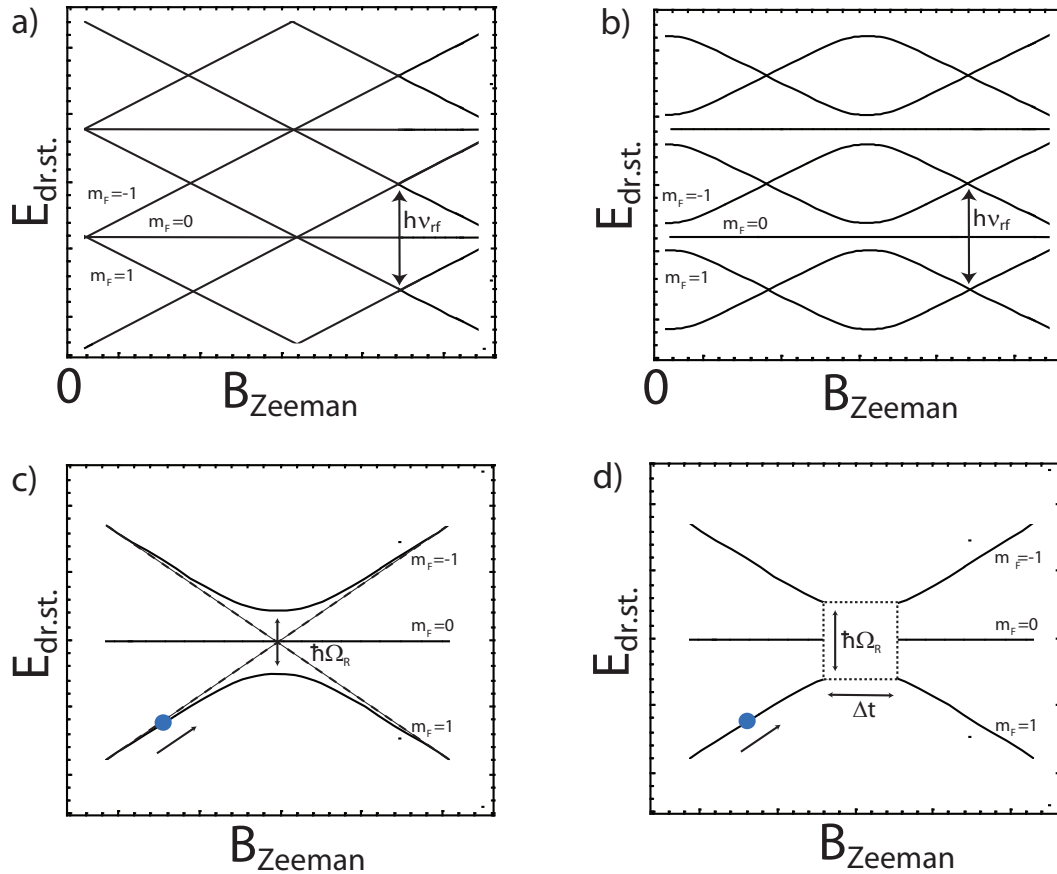 a)
E_dr.st.
m_F=-1
m_F=0
m_F=1
hν_rf
0
B_Zeeman
b)
E_dr.st.
m_F=-1
m_F=0
m_F=1
hν_rf
0
B_Zeeman
c)
E_dr.st.
m_F=-1
m_F=0
ħΩ_R
m_F=1
B_Zeeman
d)
E_dr.st.
m_F=-1
m_F=0
ħΩ_R
Δt
m_F=1
B_Zeeman